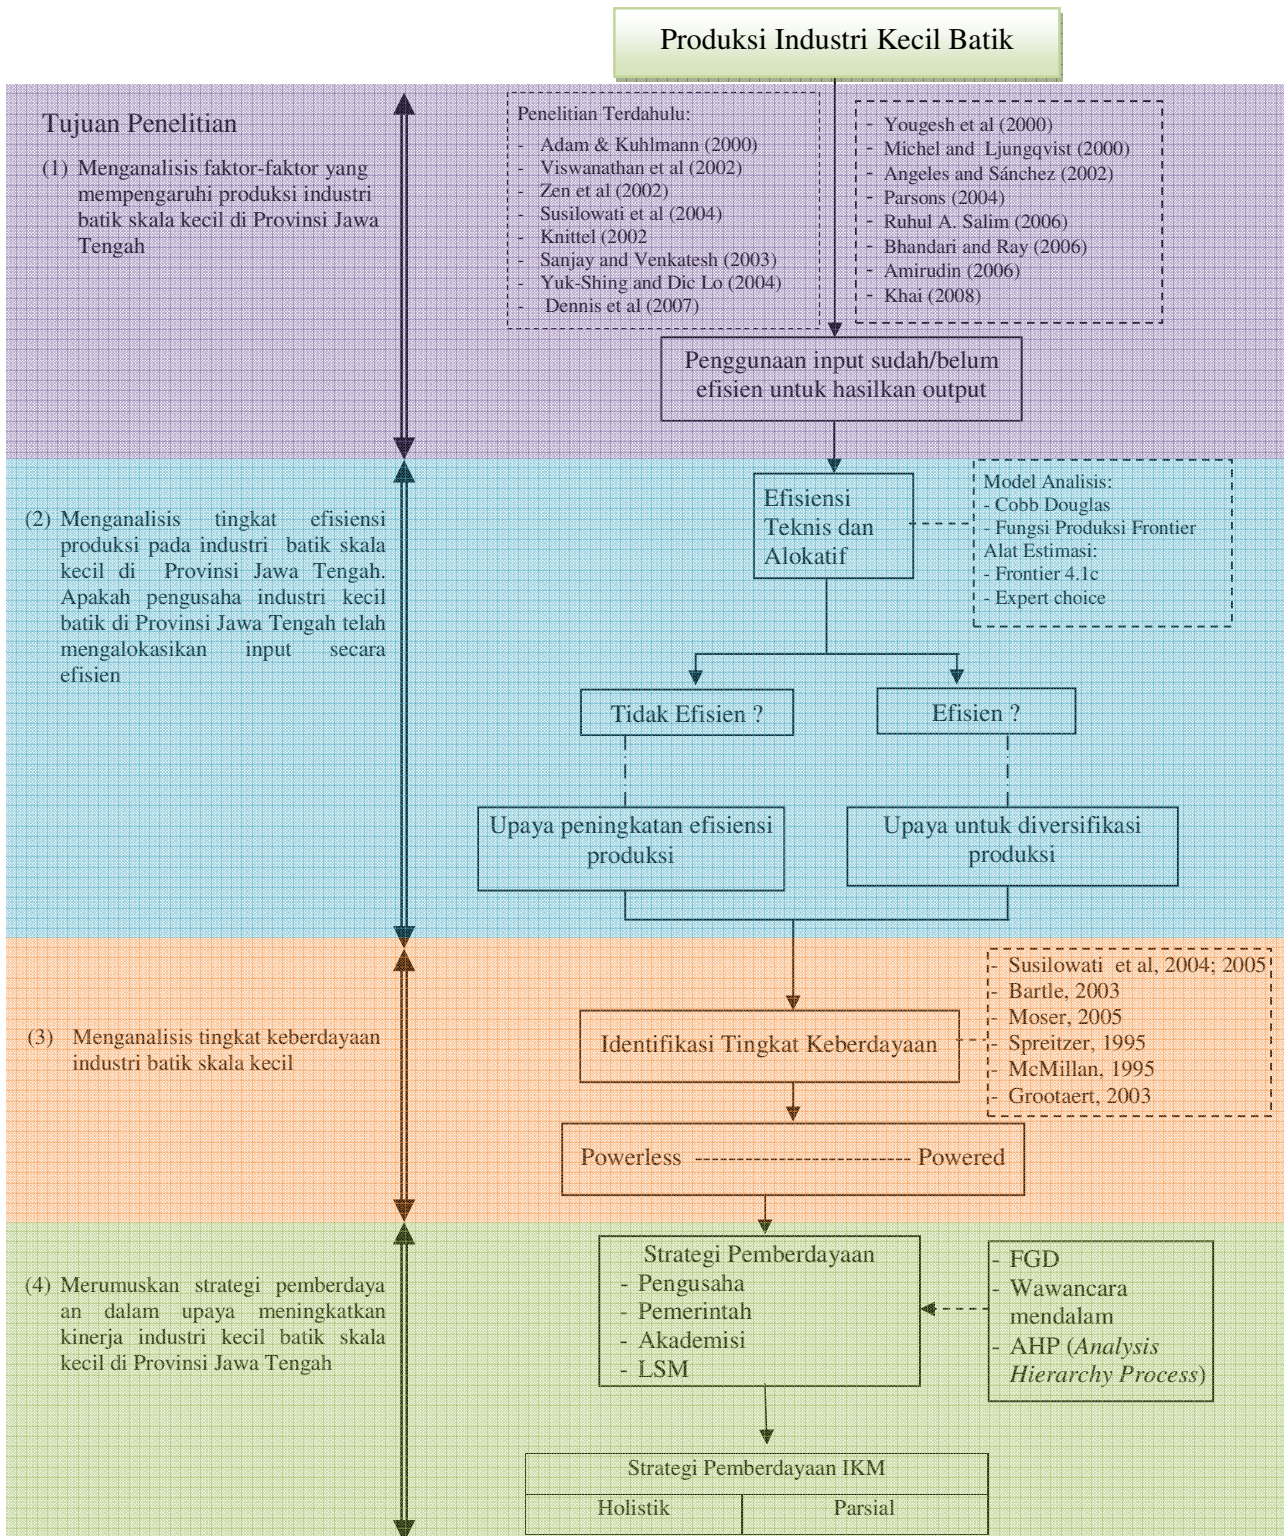 Produksi Industri Kecil Batik
Tujuan Penelitian
(1) Menganalisis faktor-faktor yang
mempengaruhi produksi industri
batik skala kecil di Provinsi Jawa
Tengah
Penelitian Terdahulu:
- Adam & Kuhlmann (2000)
- Viswanathan et al (2002)
- Zen et al (2002)
- Susilowati et al (2004)
- Knittel (2002
- Sanjay and Venkatesh (2003)
- Yuk-Shing and Dic Lo (2004)
- Dennis et al (2007)
- Yougesh et al (2000)
- Michel and Ljungqvist (2000)
- Angeles and Sánchez (2002)
- Parsons (2004)
- Ruhul A. Salim (2006)
- Bhandari and Ray (2006)
- Amirudin (2006)
- Khai (2008)
Penggunaan input sudah/belum
efisien untuk hasilkan output
(2) Menganalisis tingkat efisiensi
produksi pada industri batik skala
kecil di Provinsi Jawa Tengah.
Apakah pengusaha industri kecil
batik di Provinsi Jawa Tengah telah
mengalokasikan input secara
efisien
Efisiensi
Teknis dan
Alokatif
Model Analisis:
- Cobb Douglas
- Fungsi Produksi Frontier
Alat Estimasi:
- Frontier 4.1c
- Expert choice
Tidak Efisien ?
Efisien ?
Upaya peningkatan efisiensi
produksi
Upaya untuk diversifikasi
produksi
(3) Menganalisis tingkat keberdayaan
industri batik skala kecil
Identifikasi Tingkat Keberdayaan
- Susilowati et al, 2004; 2005
- Bartle, 2003
- Moser, 2005
- Spreitzer, 1995
- McMillan, 1995
- Grootaert, 2003
Powerless --------------------------- Powered
(4) Merumuskan strategi pemberdaya
an dalam upaya meningkatkan
kinerja industri kecil batik skala
kecil di Provinsi Jawa Tengah
Strategi Pemberdayaan
- Pengusaha
- Pemerintah
- Akademisi
- LSM
- FGD
- Wawancara
mendalam
- AHP (Analysis
Hierarchy Process)
Strategi Pemberdayaan IKM
Holistik
Parsial